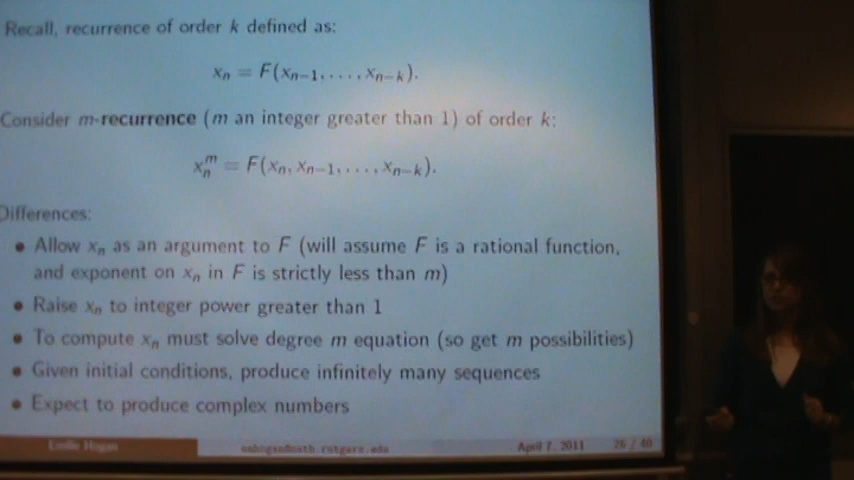 Recall, recurrence of order k defined as:
xₙ = F(xₙ₋₁, . . . , xₙ₋ₖ).
Consider m-recurrence (m an integer greater than 1) of order k:
xₙᵐ = F(xₙ, xₙ₋₁, . . . , xₙ₋ₖ).
Differences:
• Allow xₙ as an argument to F (will assume F is a rational function,
and exponent on xₙ in F is strictly less than m)
• Raise xₙ to integer power greater than 1
• To compute xₙ must solve degree m equation (so get m possibilities)
• Given initial conditions, produce infinitely many sequences
• Expect to produce complex numbers
Emilie Hogan
April 7, 2011 26 / 40